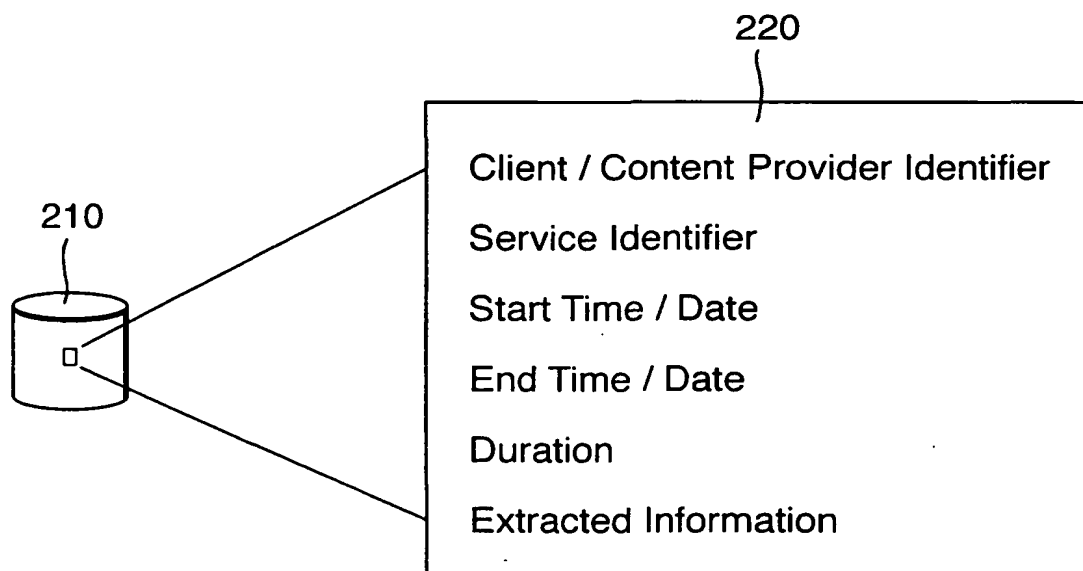 220
Client / Content Provider Identifier
210
Service Identifier
Start Time / Date
End Time / Date
Duration
Extracted Information